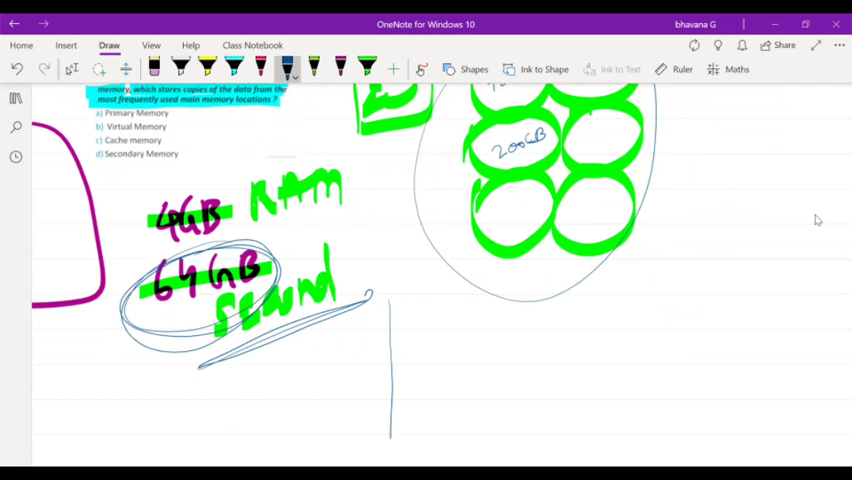 OneNote for Windows 10
bhavana G
Home Insert Draw View Help Class Notebook
Share
Shapes Ink to Shape Ink to Text Ruler Maths
memory, which stores copies of the data from the
most frequently used main memory locations ?
a) Primary Memory
b) Virtual Memory
c) Cache memory
d) Secondary Memory
200GB
4GB RAM
64GB